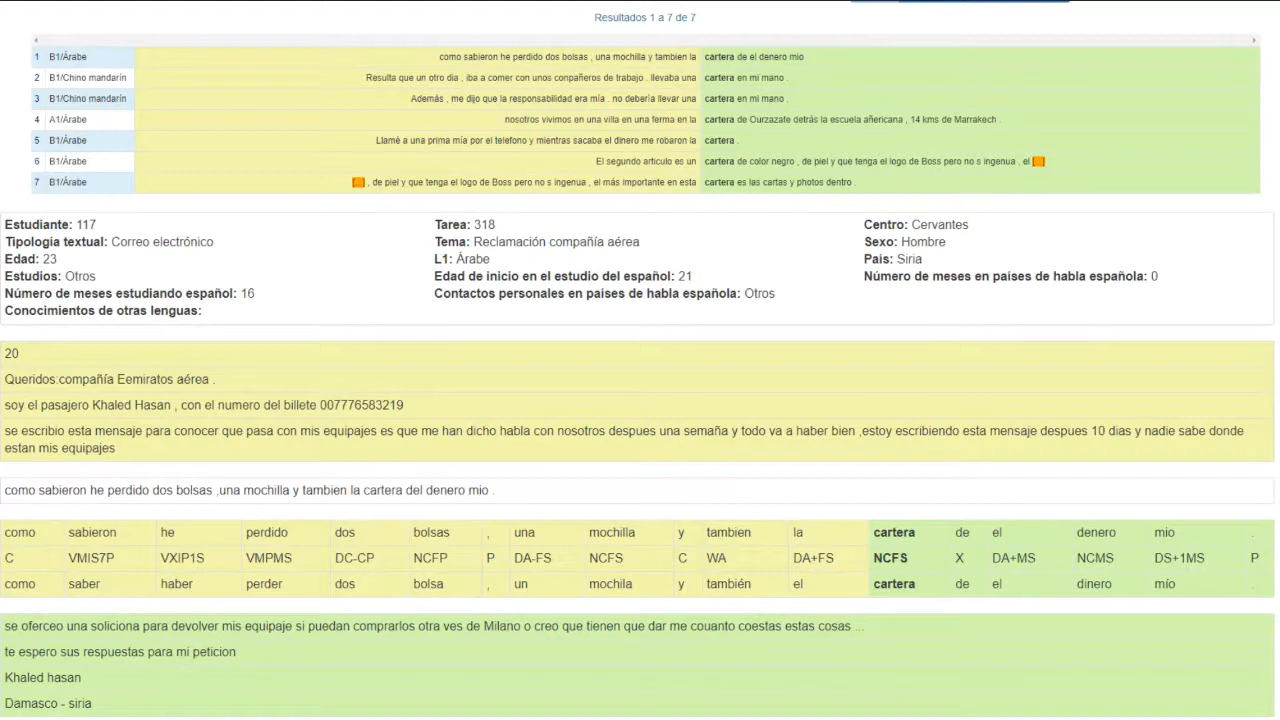 Resultados 1 a 7 de 7
1 B1/Árabe como sabieron he perdido dos bolsas , una mochilla y tambien la cartera de el denero mio
2 B1/Chino mandarín Resulta que un otro dia , iba a comer con unos conpañeros de trabajo . llevaba una cartera en mi mano .
3 B1/Chino mandarín Además , me dijo que la responsabilidad era mía . no debería llevar una cartera en mi mano .
4 A1/Árabe nosotros vivimos en una villa en una ferma en la cartera de Ourzazate detrás la escuela añericana , 14 kms de Marrakech .
5 B1/Árabe Llamè a una prima mía por el telefono y mientras sacaba el dinero me robaron la cartera .
6 B1/Árabe El segundo articulo es un cartera de color negro , de piel y que tenga el logo de Boss pero no s ingenua , el
7 B1/Árabe , de piel y que tenga el logo de Boss pero no s ingenua , el más importante en esta cartera es las cartas y photos dentro .
Estudiante: 117 Tarea: 318 Centro: Cervantes
Tipología textual: Correo electrónico Tema: Reclamación compañía aérea Sexo: Hombre
Edad: 23 L1: Árabe País: Siria
Estudios: Otros Edad de inicio en el estudio del español: 21 Número de meses en países de habla española: 0
Número de meses estudiando español: 16 Contactos personales en países de habla española: Otros
Conocimientos de otras lenguas:
20
Queridos:compañía Eemiratos aérea .
soy el pasajero Khaled Hasan , con el numero del billete 007776583219
se escribio esta mensaje para conocer que pasa con mis equipajes es que me han dicho habla con nosotros despues una semaña y todo va a haber bien ,estoy escribiendo esta mensaje despues 10 dias y nadie sabe donde
estan mis equipajes
como sabieron he perdido dos bolsas ,una mochilla y tambien la cartera del denero mio .
como sabieron he perdido dos bolsas , una mochilla y tambien la cartera de el denero mio .
C VMIS7P VXIP1S VMPMS DC-CP NCFP P DA-FS NCFS C WA DA+FS NCFS X DA+MS NCMS DS+1MS P
como saber haber perder dos bolsa , un mochila y también el cartera de el dinero mío .
se oferceo una soliciona para devolver mis equipaje si puedan comprarlos otra ves de Milano o creo que tienen que dar me couanto coestas estas cosas ...
te espero sus respuestas para mi peticion
Khaled hasan
Damasco - siria